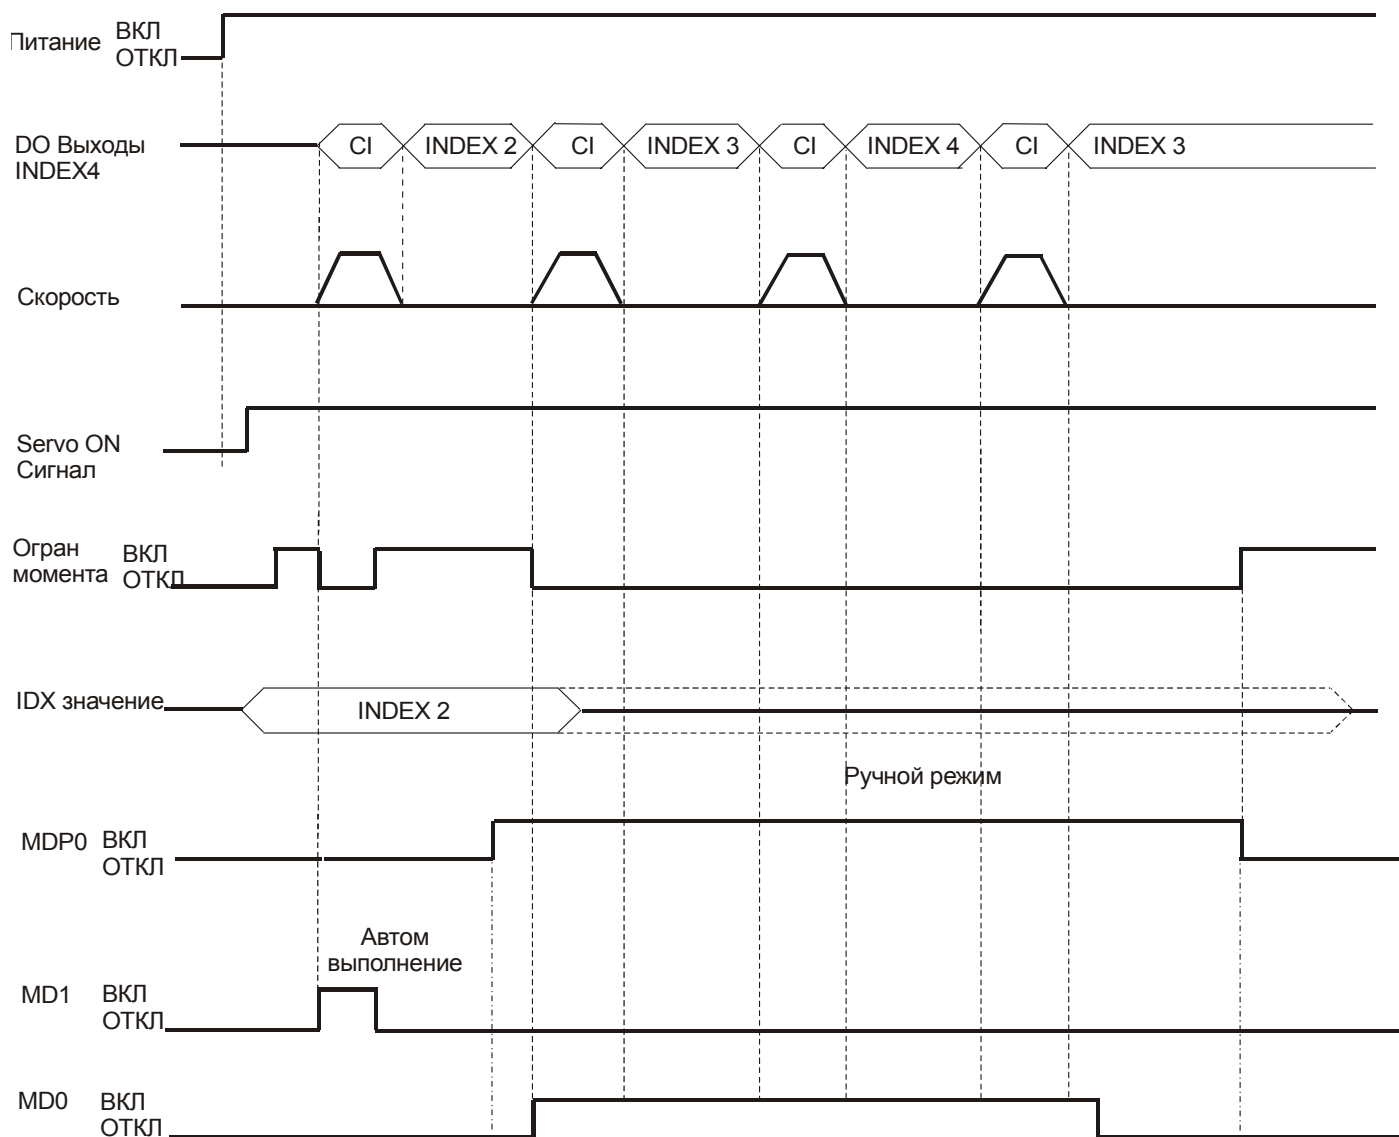 Питание ВКЛ
ОТКЛ
DO Выходы
INDEX4
CI INDEX 2 CI INDEX 3 CI INDEX 4 CI INDEX 3
Скорость
Servo ON
Сигнал
Огран
момента
ВКЛ
ОТКЛ
IDX значение
INDEX 2
Ручной режим
MDP0 ВКЛ
ОТКЛ
Автом
выполнение
MD1 ВКЛ
ОТКЛ
MD0 ВКЛ
ОТКЛ